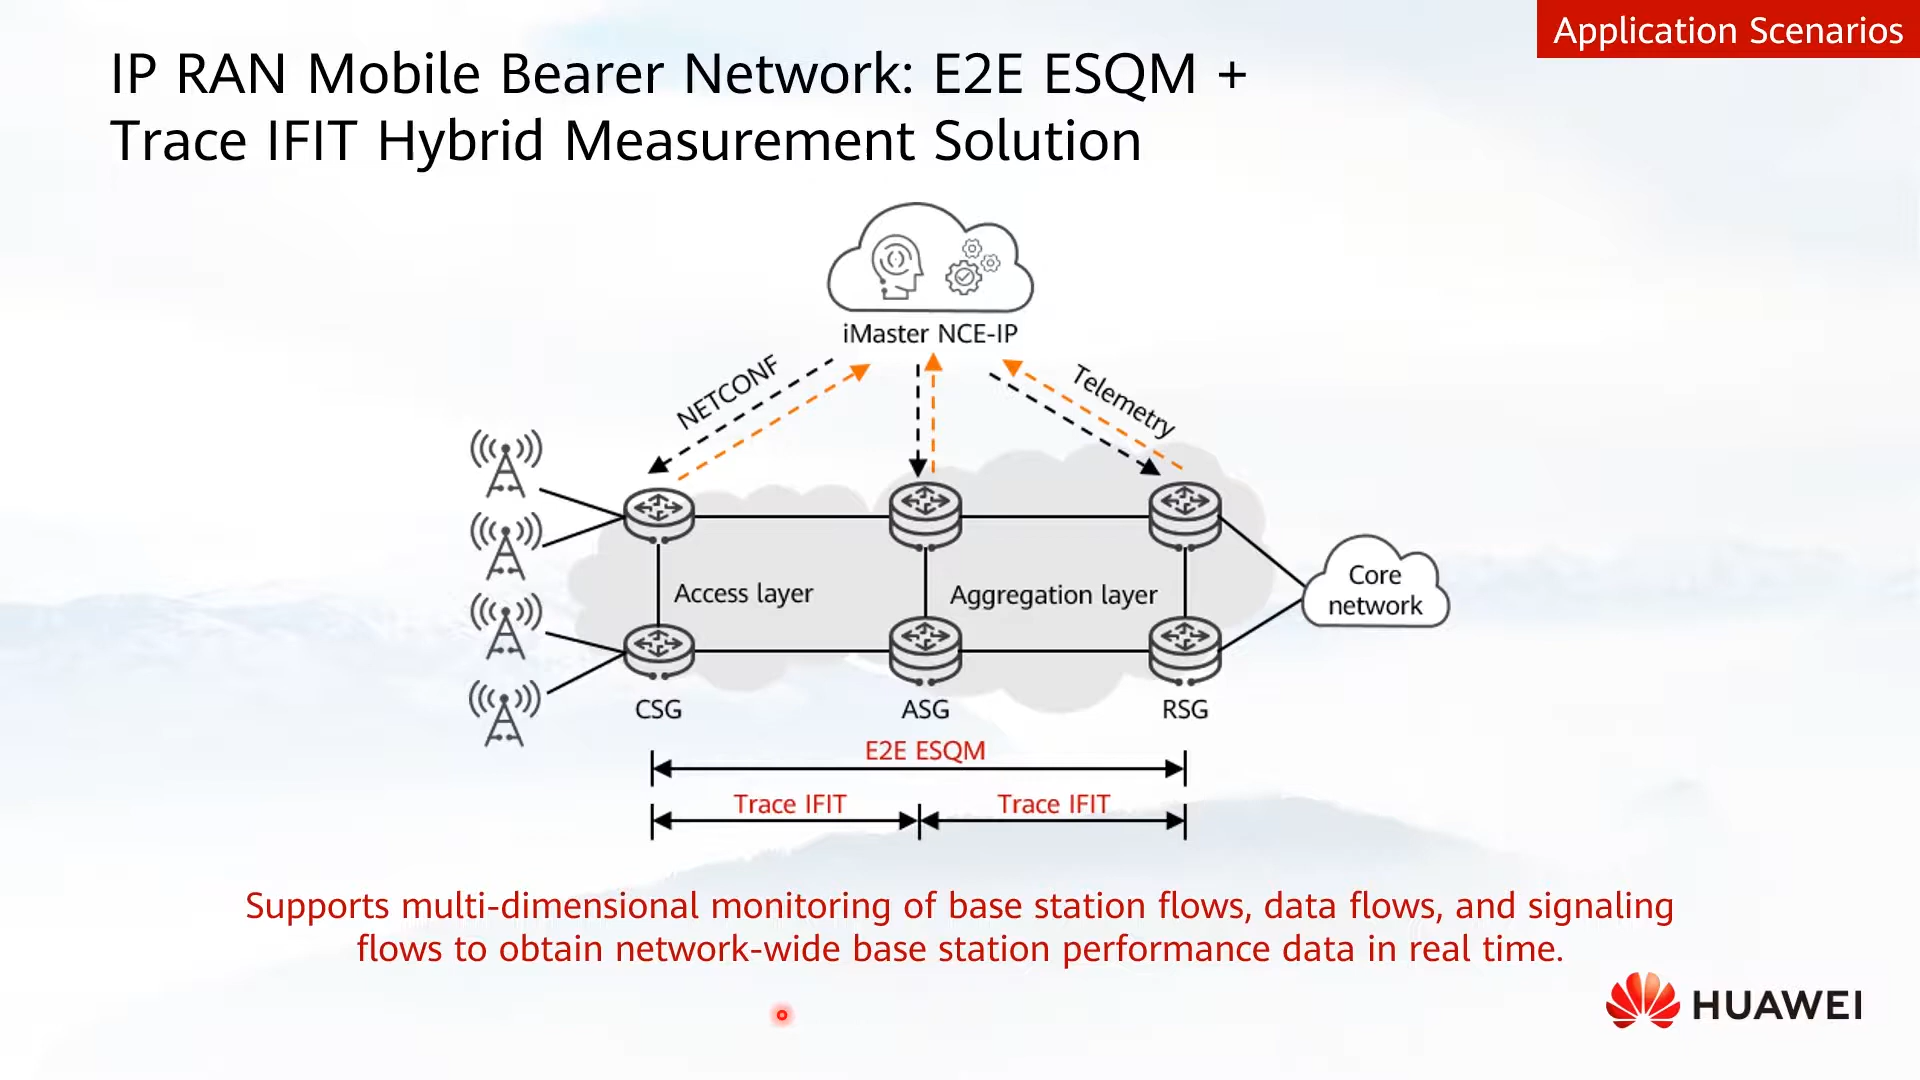 Application Scenarios
IP RAN Mobile Bearer Network: E2E ESQM +
Trace IFIT Hybrid Measurement Solution
iMaster NCE-IP
NETCONF
Telemetry
Access layer
Aggregation layer
Core
network
CSG
ASG
RSG
E2E ESQM
Trace IFIT
Trace IFIT
Supports multi-dimensional monitoring of base station flows, data flows, and signaling
flows to obtain network-wide base station performance data in real time.
HUAWEI